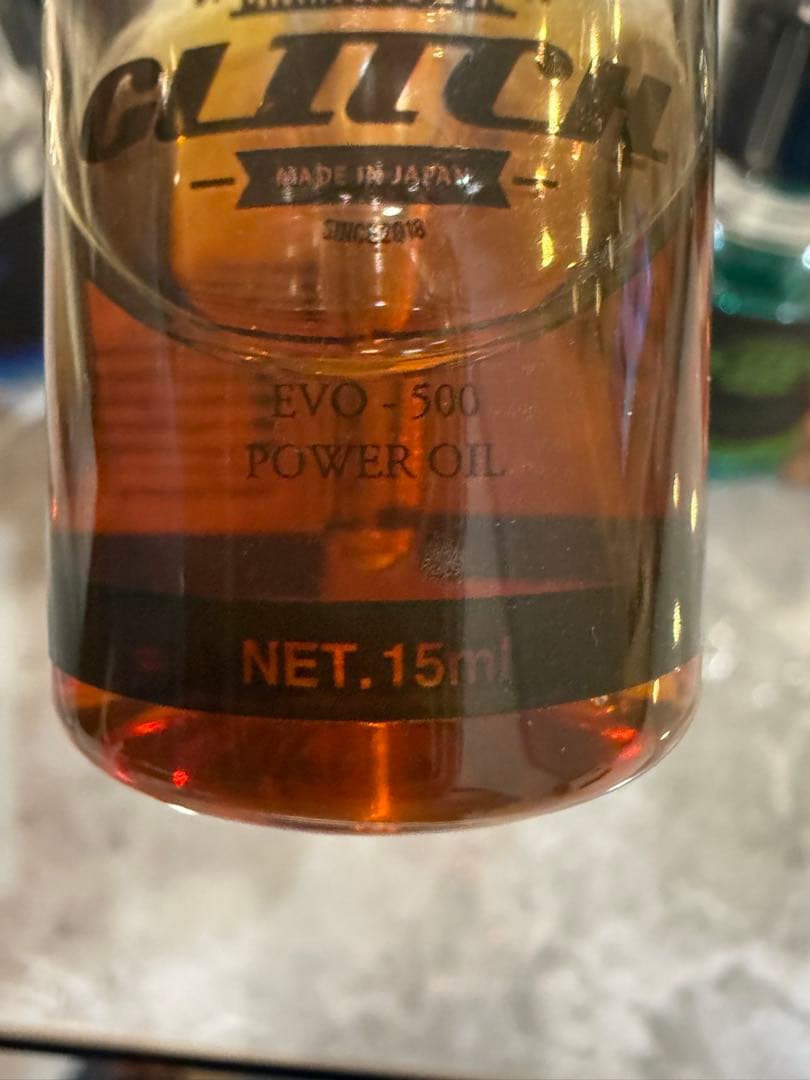 GLITCH
MADE IN JAPAN
SINCE 2018
EVO - 500
POWER OIL
NET.15ml